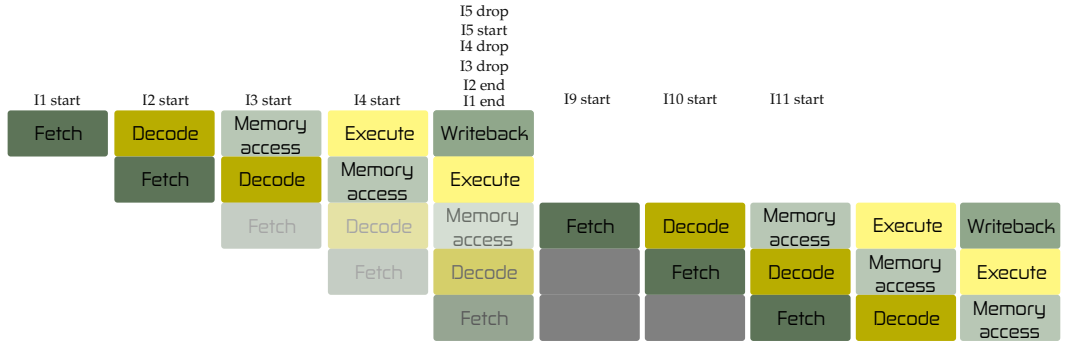 I5 drop
I5 start
I4 drop
I3 drop
I2 end
I1 start I2 start I3 start I4 start I1 end I9 start I10 start I11 start
Fetch Decode Memory access Execute Writeback
Fetch Decode Memory access Execute
Fetch Decode Memory access Fetch Decode Memory access Execute Writeback
Fetch Decode Fetch Decode Memory access Execute
Fetch Fetch Decode Memory access